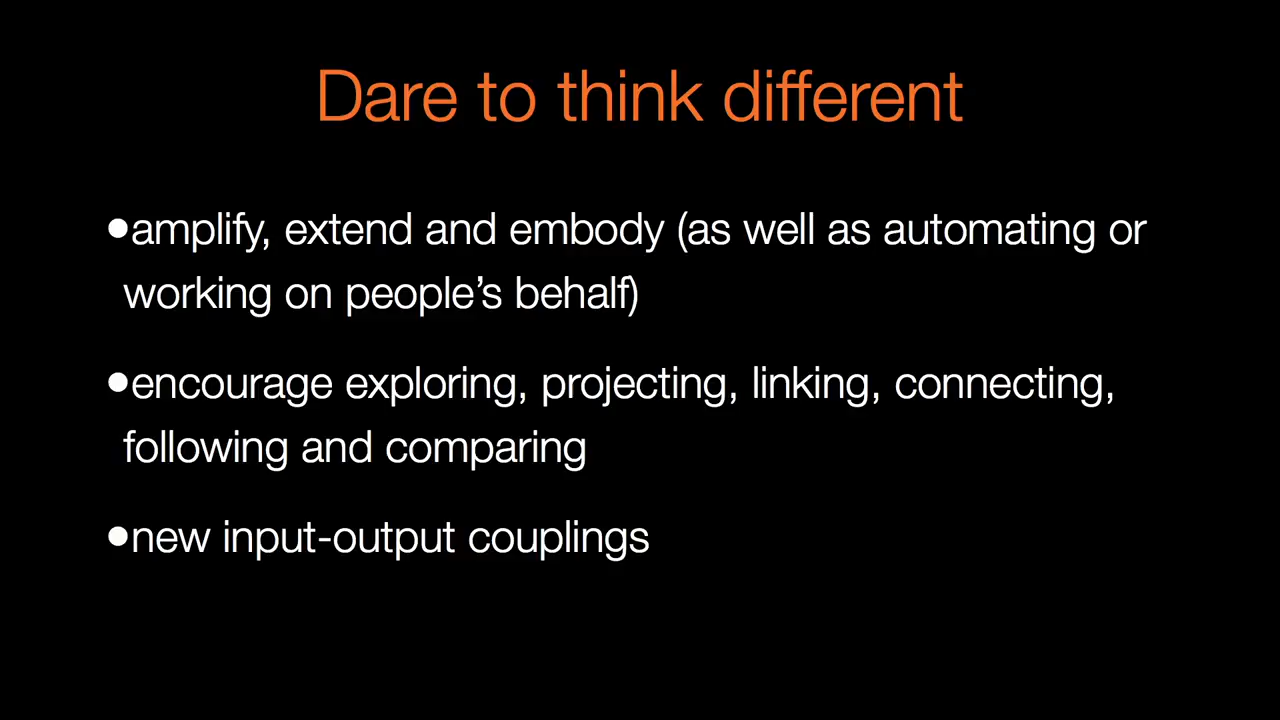 Dare to think different
•amplify, extend and embody (as well as automating or
working on people’s behalf)
•encourage exploring, projecting, linking, connecting,
following and comparing
•new input-output couplings